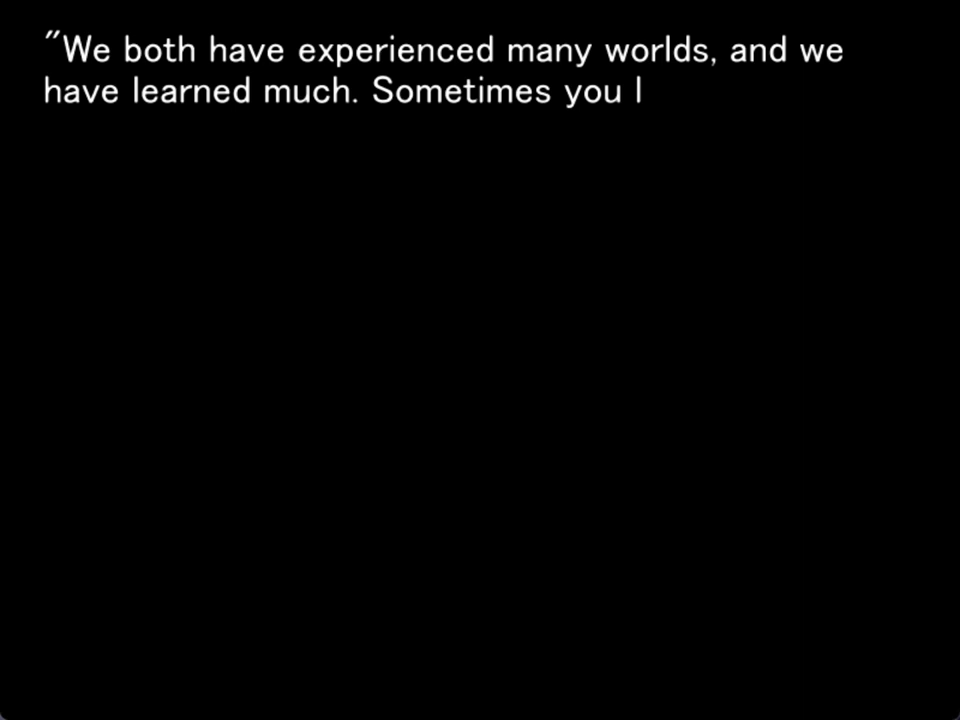 "We both have experienced many worlds, and we
have learned much. Sometimes you l